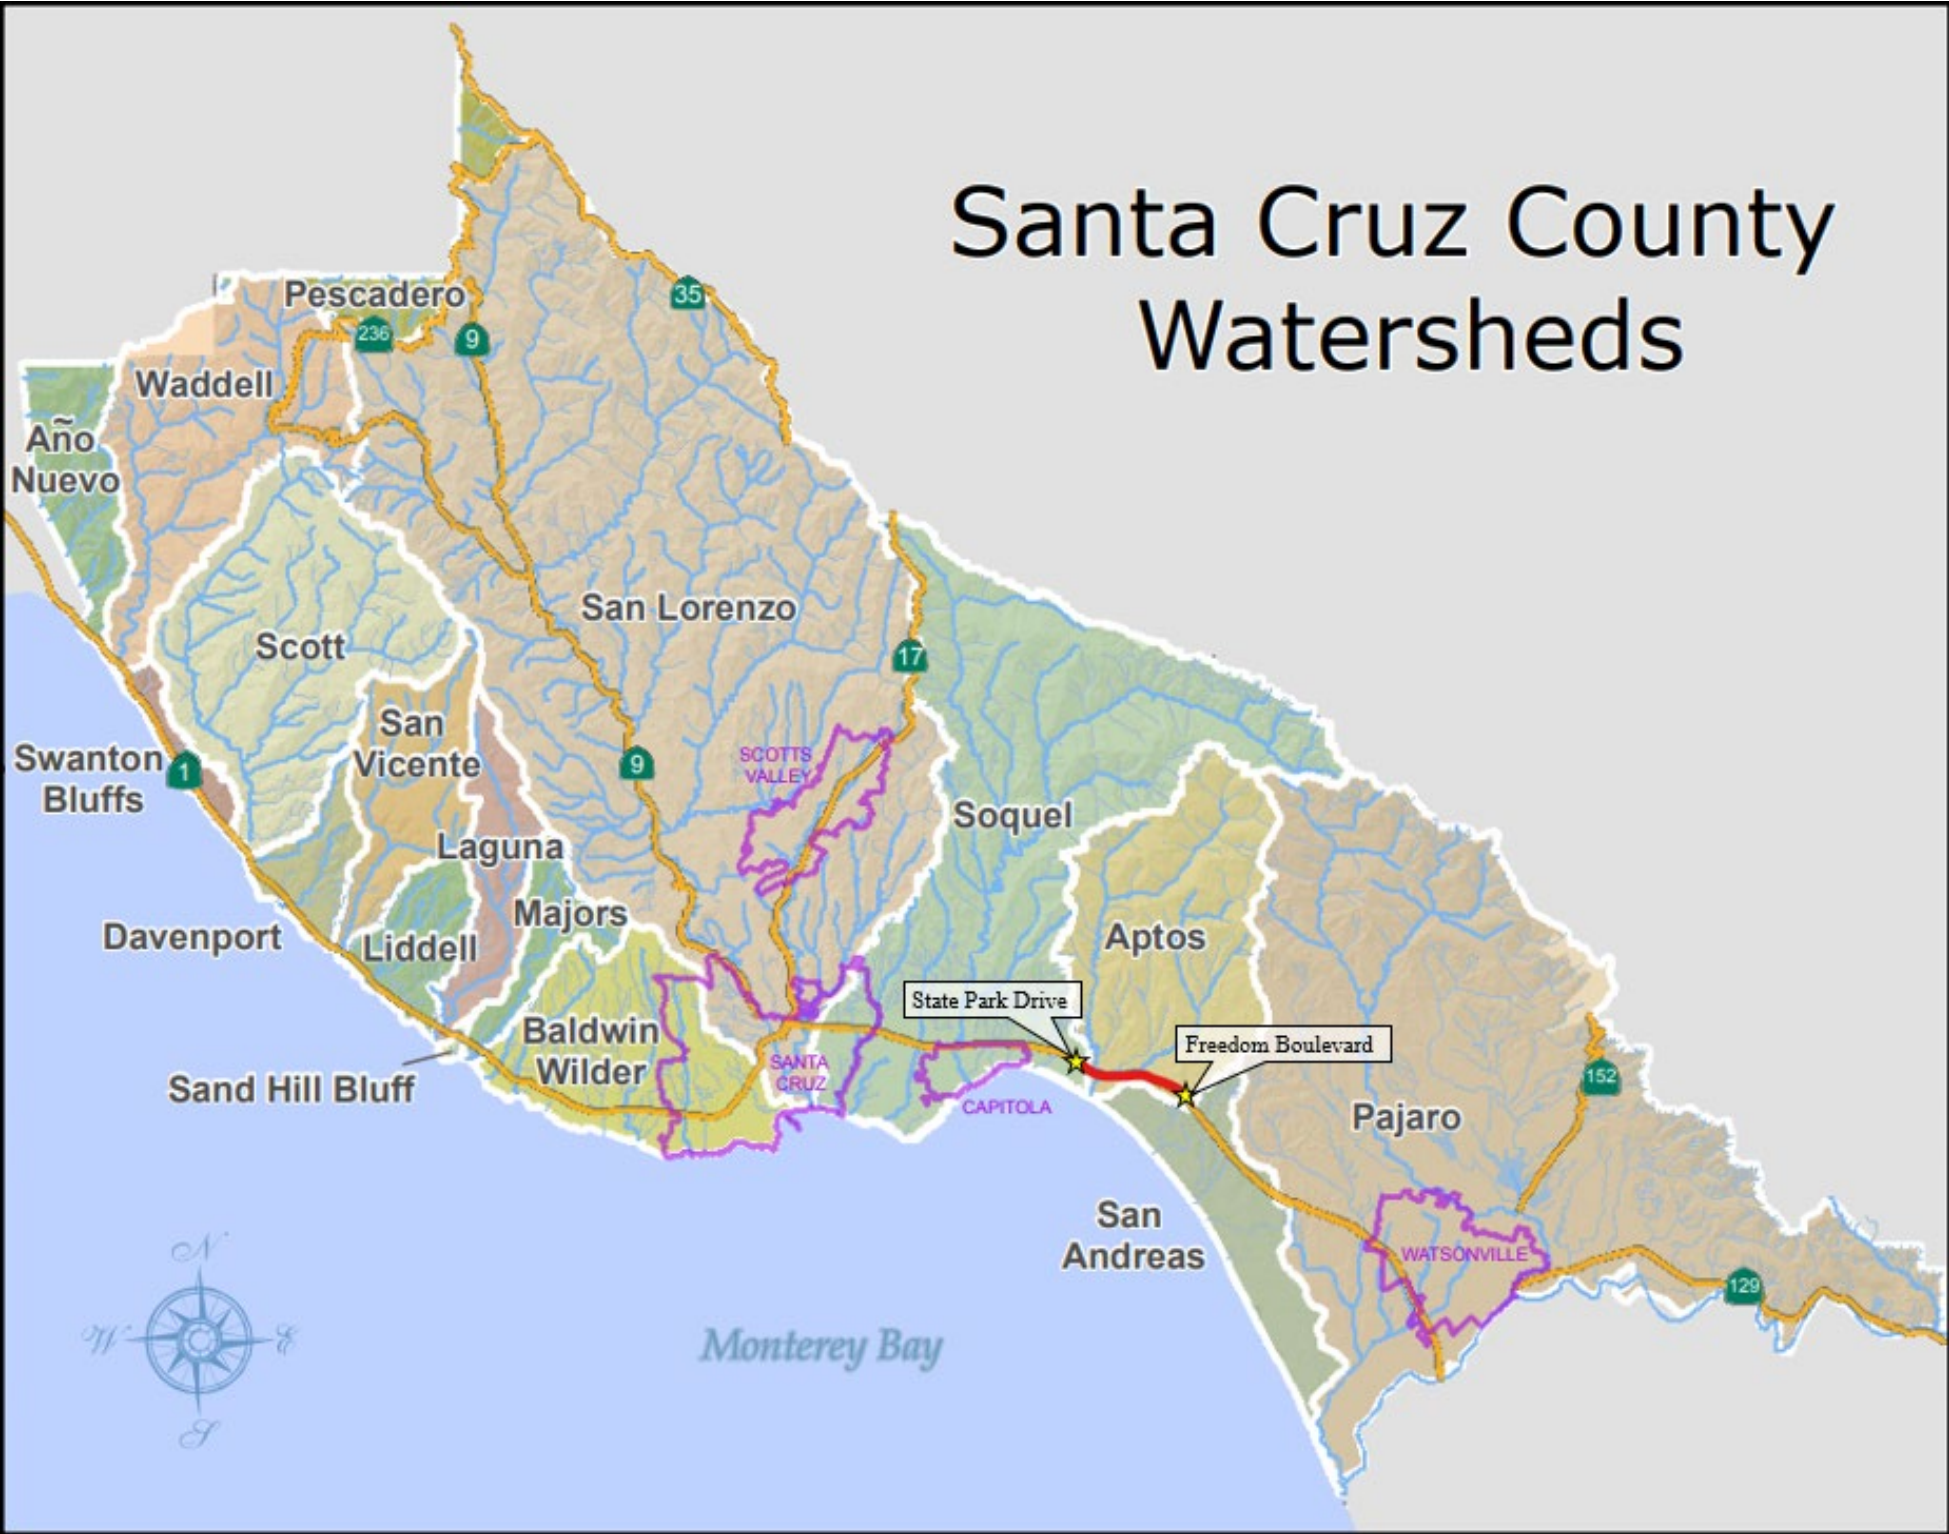 Santa Cruz County
Watersheds
35
Pescadero
236
9
Waddell
Año
Nuevo
San Lorenzo
Scott
17
San
Vicente
SCOTTS
VALLEY
Swanton
Bluffs
1
9
Soquel
Laguna
Majors
Davenport
Liddell
Aptos
State Park Drive
Baldwin
Wilder
Freedom Boulevard
SANTA
CRUZ
Sand Hill Bluff
CAPITOLA
152
Pajaro
San
Andreas
WATSONVILLE
129
N
W
E
S
Monterey Bay